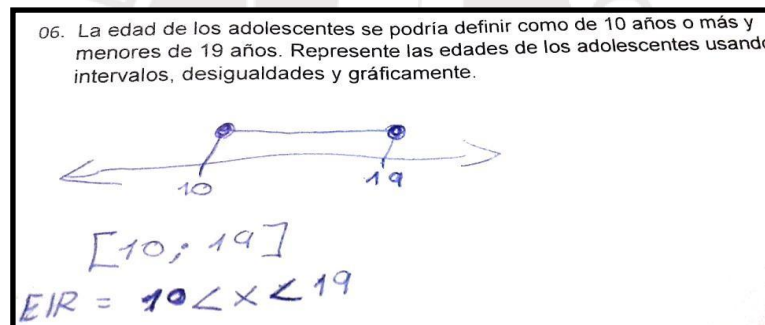 06. La edad de los adolescentes se podría definir como de 10 años o más y
menores de 19 años. Represente las edades de los adolescentes usando
intervalos, desigualdades y gráficamente.
10 19
[10; 19]
EIR = 10<x<19